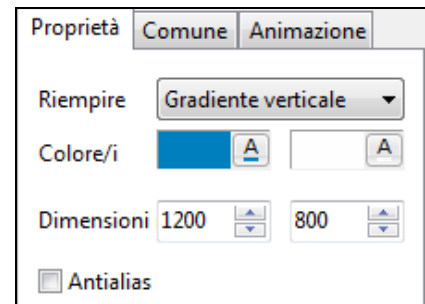 Proprietà Comune Animazione
Riempire Gradiente verticale
Colore/i A A
Dimensioni 1200 800
Antialias